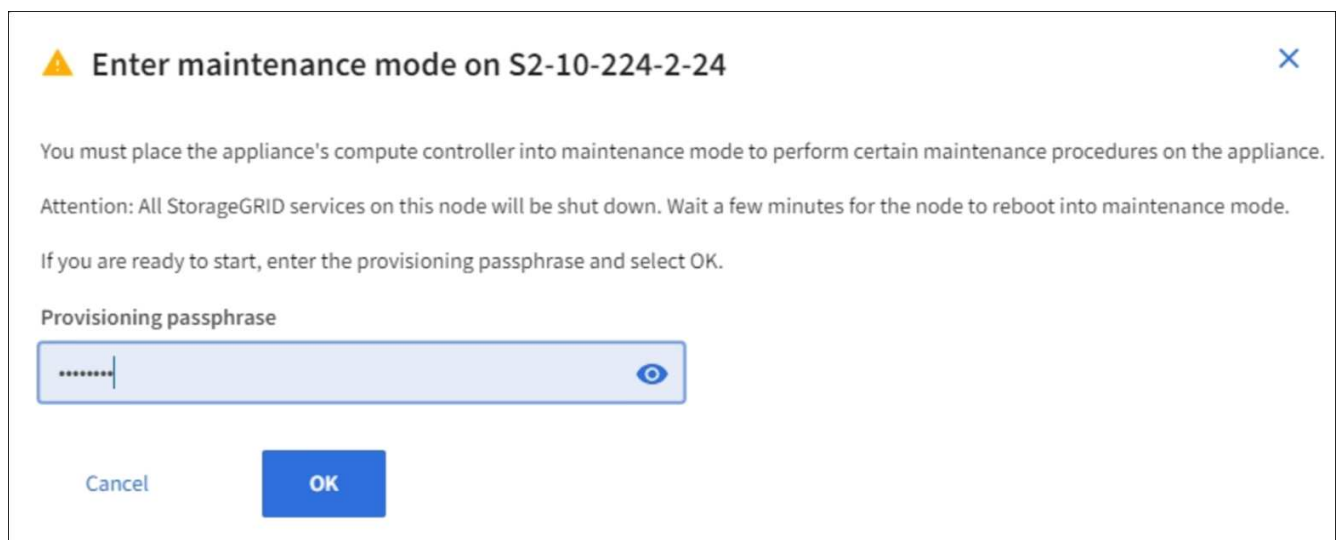 Enter maintenance mode on S2-10-224-2-24
You must place the appliance's compute controller into maintenance mode to perform certain maintenance procedures on the appliance.
Attention: All StorageGRID services on this node will be shut down. Wait a few minutes for the node to reboot into maintenance mode.
If you are ready to start, enter the provisioning passphrase and select OK.
Provisioning passphrase
••••••••
Cancel OK